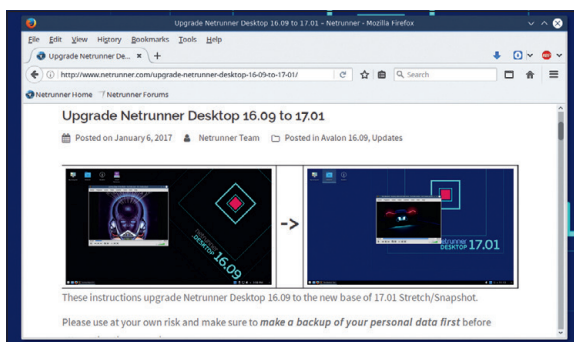 Upgrade Netrunner Desktop 16.09 to 17.01 – Netrunner - Mozilla Firefox
File Edit View History Bookmarks Tools Help
Upgrade Netrunner De...
http://www.netrunner.com/upgrade-netrunner-desktop-16-09-to-17-01/
Search
Netrunner Home Netrunner Forums
Upgrade Netrunner Desktop 16.09 to 17.01
Posted on January 6, 2017 Netrunner Team Posted in Avalon 16.09, Updates
netrunner
DESKTOP 16.09
->
netrunner
DESKTOP 17.01
These instructions upgrade Netrunner Desktop 16.09 to the new base of 17.01 Stretch/Snapshot.
Please use at your own risk and make sure to make a backup of your personal data first before